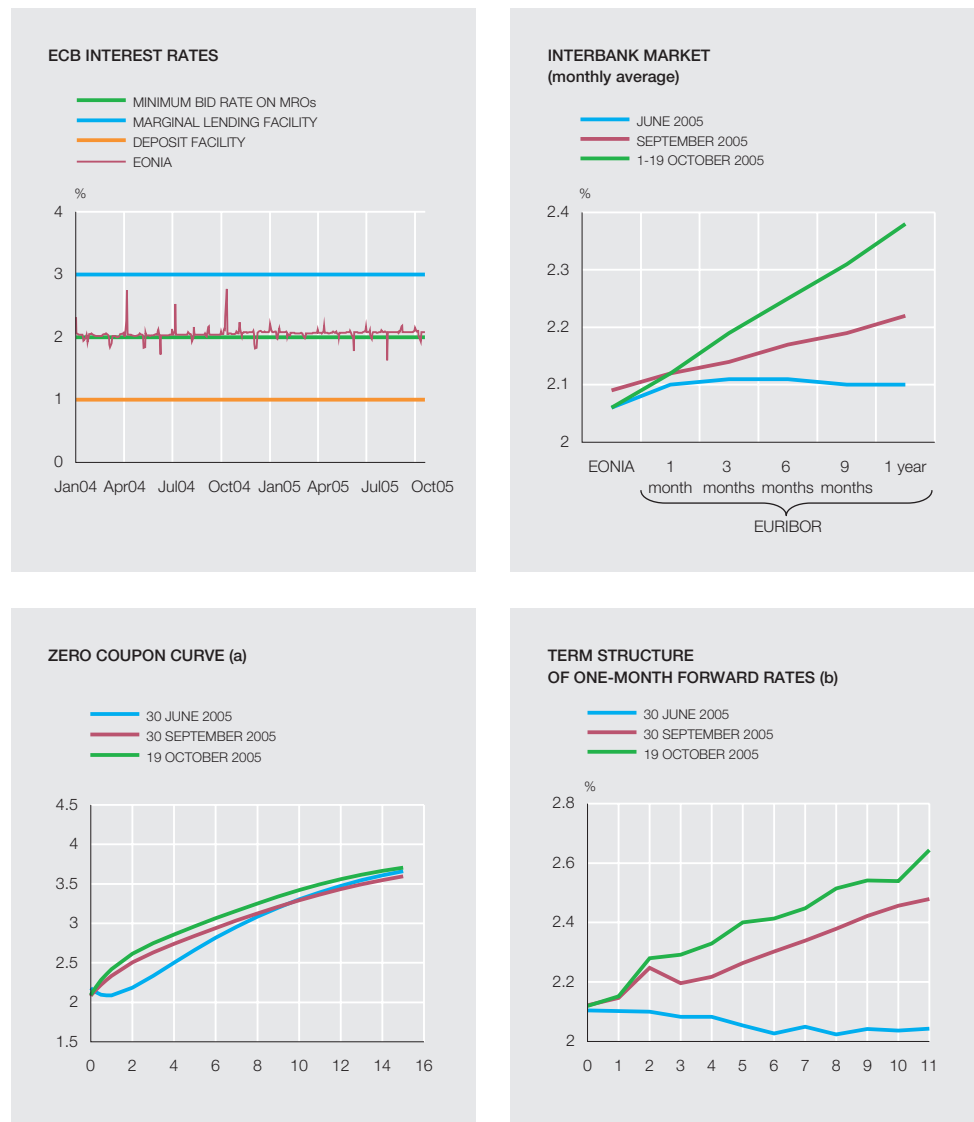 ECB INTEREST RATES
MINIMUM BID RATE ON MROs
MARGINAL LENDING FACILITY
DEPOSIT FACILITY
EONIA
%
4
3
2
1
0
Jan04 Apr04 Jul04 Oct04 Jan05 Apr05 Jul05 Oct05
INTERBANK MARKET
(monthly average)
JUNE 2005
SEPTEMBER 2005
1-19 OCTOBER 2005
%
2.4
2.3
2.2
2.1
2
EONIA 1 3 6 9 1 year
month months months months
EURIBOR
ZERO COUPON CURVE (a)
30 JUNE 2005
30 SEPTEMBER 2005
19 OCTOBER 2005
4.5
4
3.5
3
2.5
2
1.5
0 2 4 6 8 10 12 14 16
TERM STRUCTURE
OF ONE-MONTH FORWARD RATES (b)
30 JUNE 2005
30 SEPTEMBER 2005
19 OCTOBER 2005
%
2.8
2.6
2.4
2.2
2
0 1 2 3 4 5 6 7 8 9 10 11